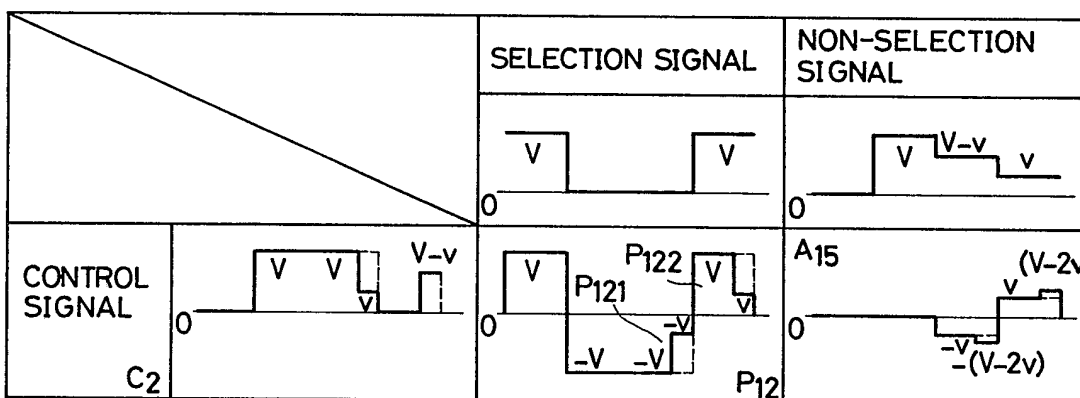 SELECTION SIGNAL
NON-SELECTION
SIGNAL
V
V
0
V
V-v
v
0
CONTROL
SIGNAL
C2
V
V
v
V-v
0
V
P121
P122
V
v
-v
-V
-V
0
P12
A15
(V-2v)
v
0
-v
-(V-2v)